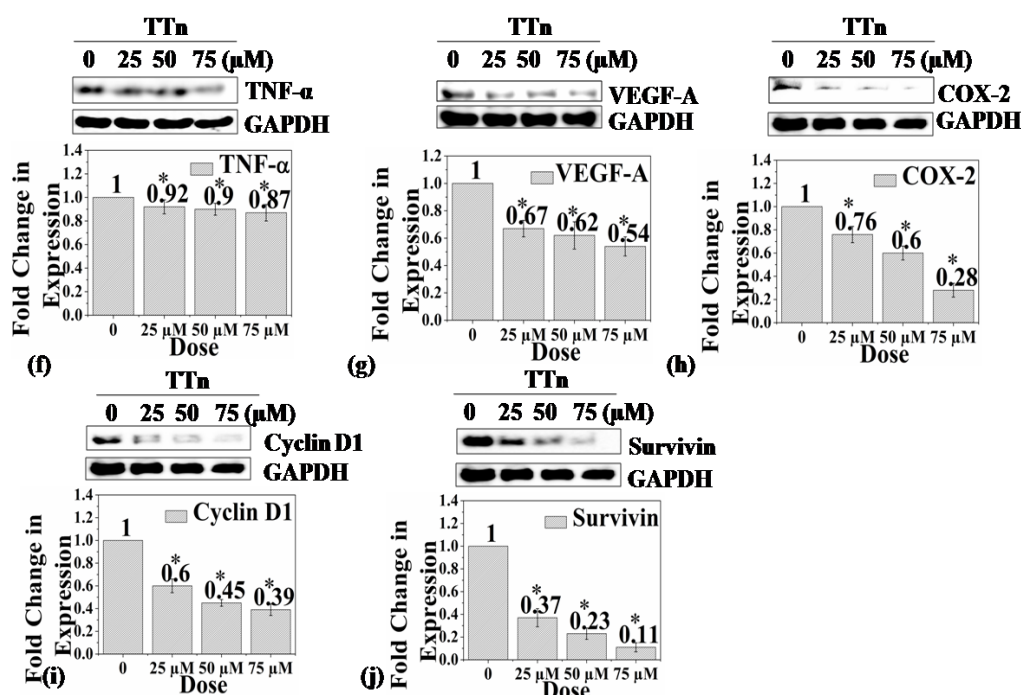 TTn
0 25 50 75 (µM)
TNF-α
GAPDH
1.4
1.2
1.0
0.8
0.6
0.4
0.2
0.0
Fold Change in
Expression
TNF-α
1
*
0.92
*
0.9
*
0.87
0 25 µM 50 µM 75 µM
Dose
(f)
TTn
0 25 50 75 (µM)
VEGF-A
GAPDH
1.2
1.0
0.8
0.6
0.4
0.2
0.0
Fold Change in
Expression
VEGF-A
1
*
0.67
*
0.62
*
0.54
0 25 µM 50 µM 75 µM
Dose
(g)
TTn
0 25 50 75 (µM)
COX-2
GAPDH
1.4
1.2
1.0
0.8
0.6
0.4
0.2
0.0
Fold Change in
Expression
COX-2
1
*
0.76
*
0.6
*
0.28
0 25 µM 50 µM 75 µM
Dose
(h)
TTn
0 25 50 75 (µM)
Cyclin D1
GAPDH
1.4
1.2
1.0
0.8
0.6
0.4
0.2
0.0
Fold Change in
Expression
Cyclin D1
1
*
0.6
*
0.45
*
0.39
0 25 µM 50 µM 75 µM
Dose
(i)
TTn
0 25 50 75 (µM)
Survivin
GAPDH
1.4
1.2
1.0
0.8
0.6
0.4
0.2
0.0
Fold Change in
Expression
Survivin
1
*
0.37
*
0.23
*
0.11
0 25 µM 50 µM 75 µM
Dose
(j)